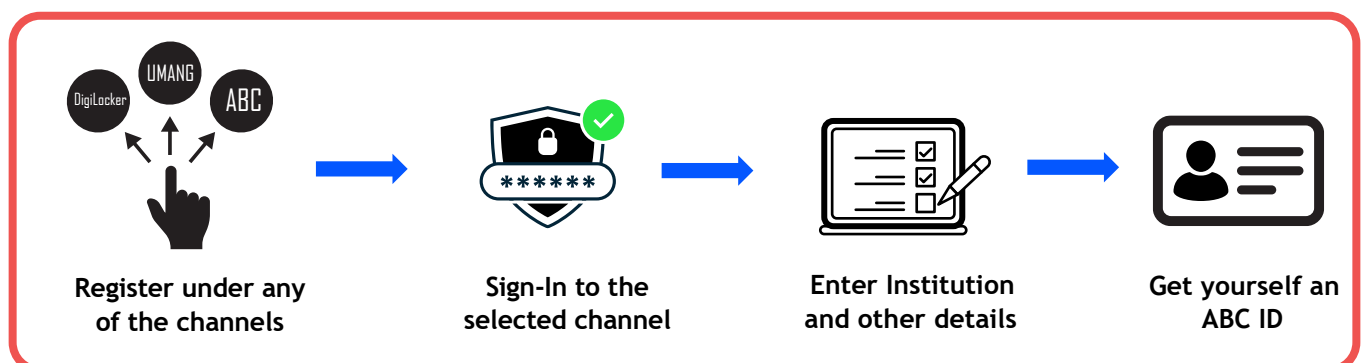 DigiLocker
UMANG
ABC
******
Register under any
of the channels
Sign-In to the
selected channel
Enter Institution
and other details
Get yourself an
ABC ID